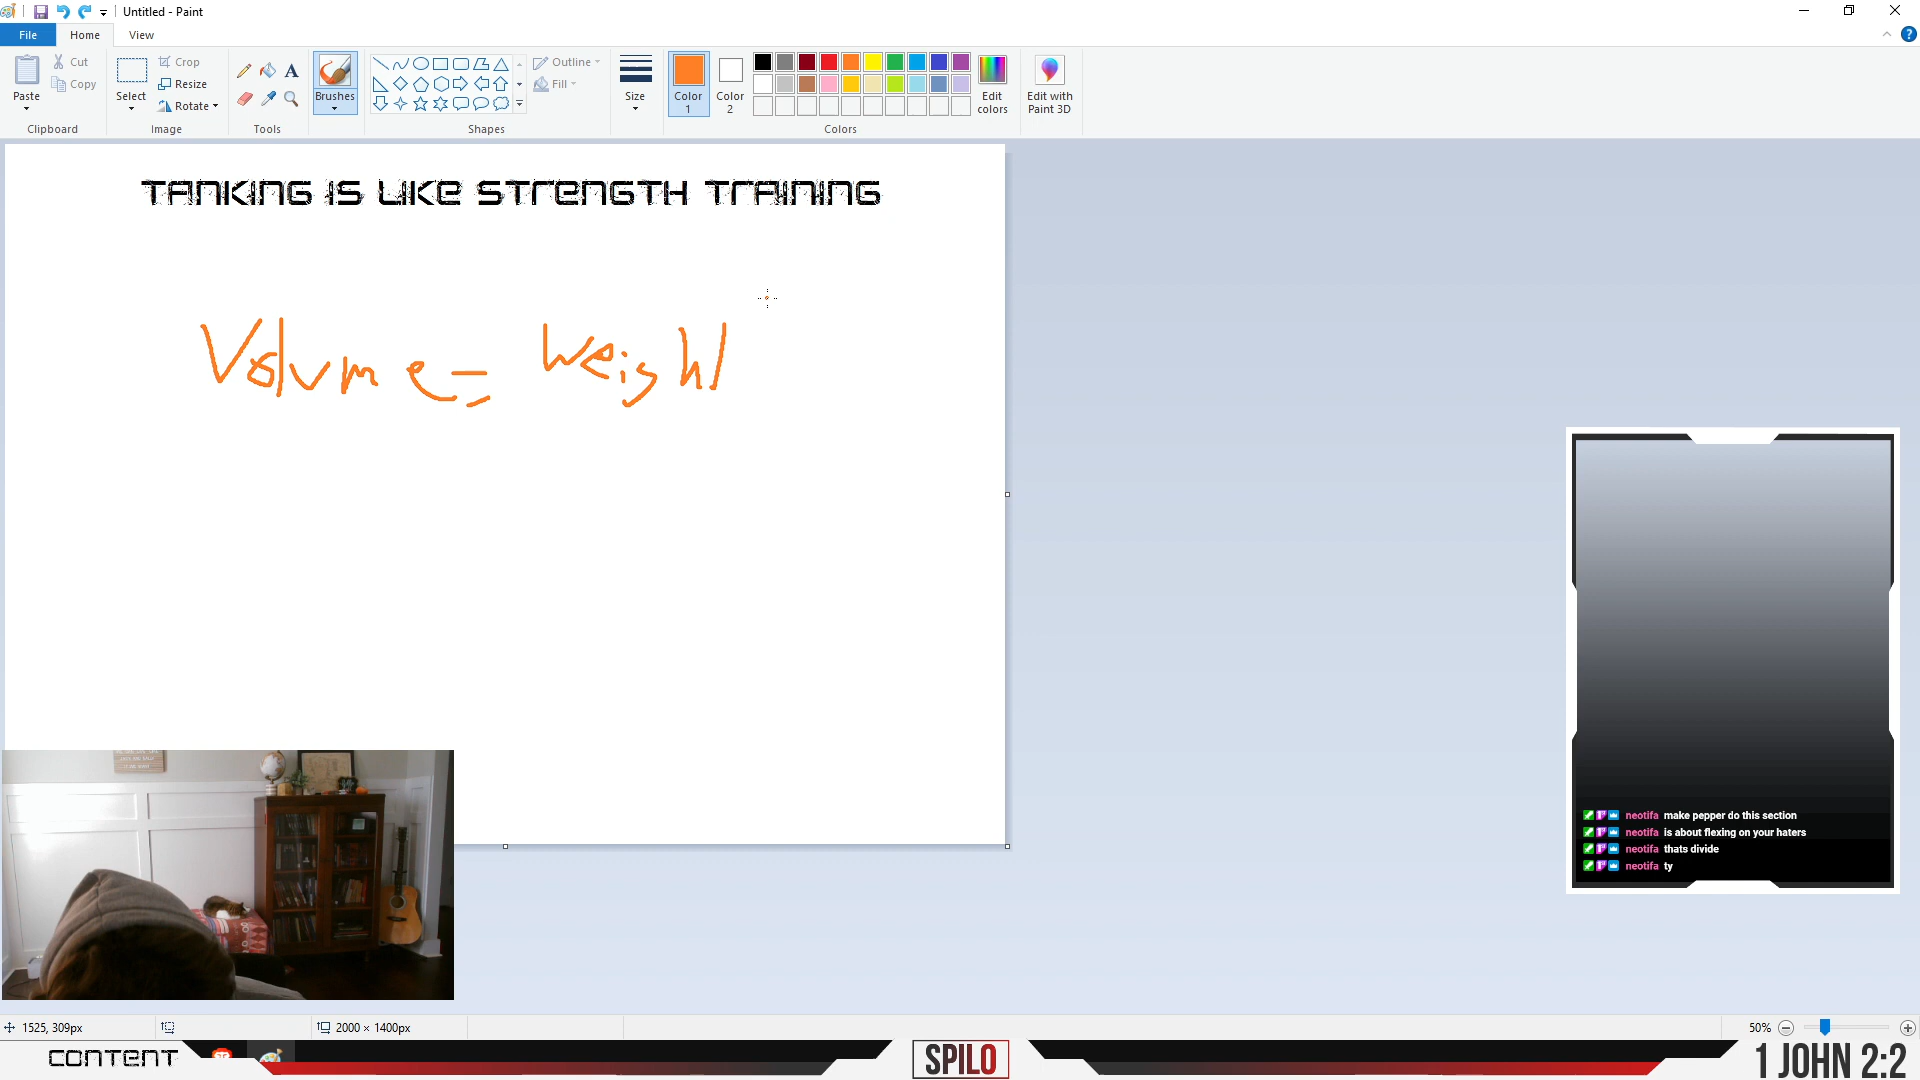 Untitled - Paint
File Home View
Paste
Cut
Copy
Clipboard
Select
Crop
Resize
Rotate
Image
Tools
Brushes
Shapes
Outline
Fill
Size
Color 1
Color 2
Colors
Edit colors
Edit with Paint 3D
TANKING IS LIKE STRENGTH TRAINING
Volume = Weight
neotifa make pepper do this section
neotifa is about flexing on your haters
neotifa thats divide
neotifa ty
1525, 309px
2000 × 1400px
50%
CONTENT
SPILO
1 JOHN 2:2